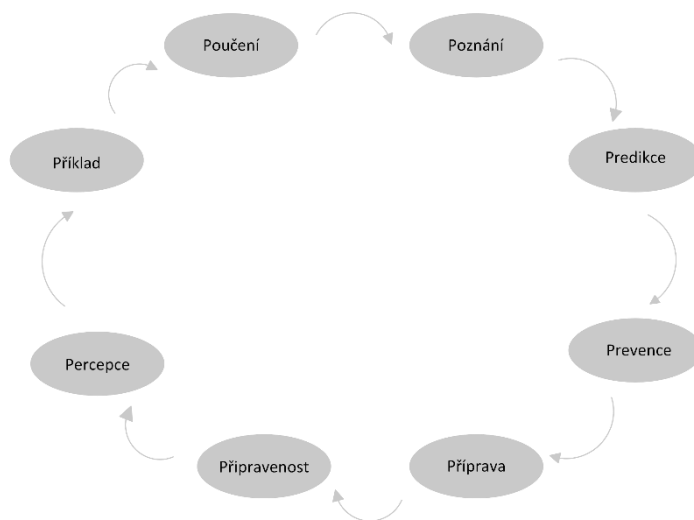 Poučení
Poznání
Příklad
Predikce
Percepce
Prevence
Připravenost
Příprava